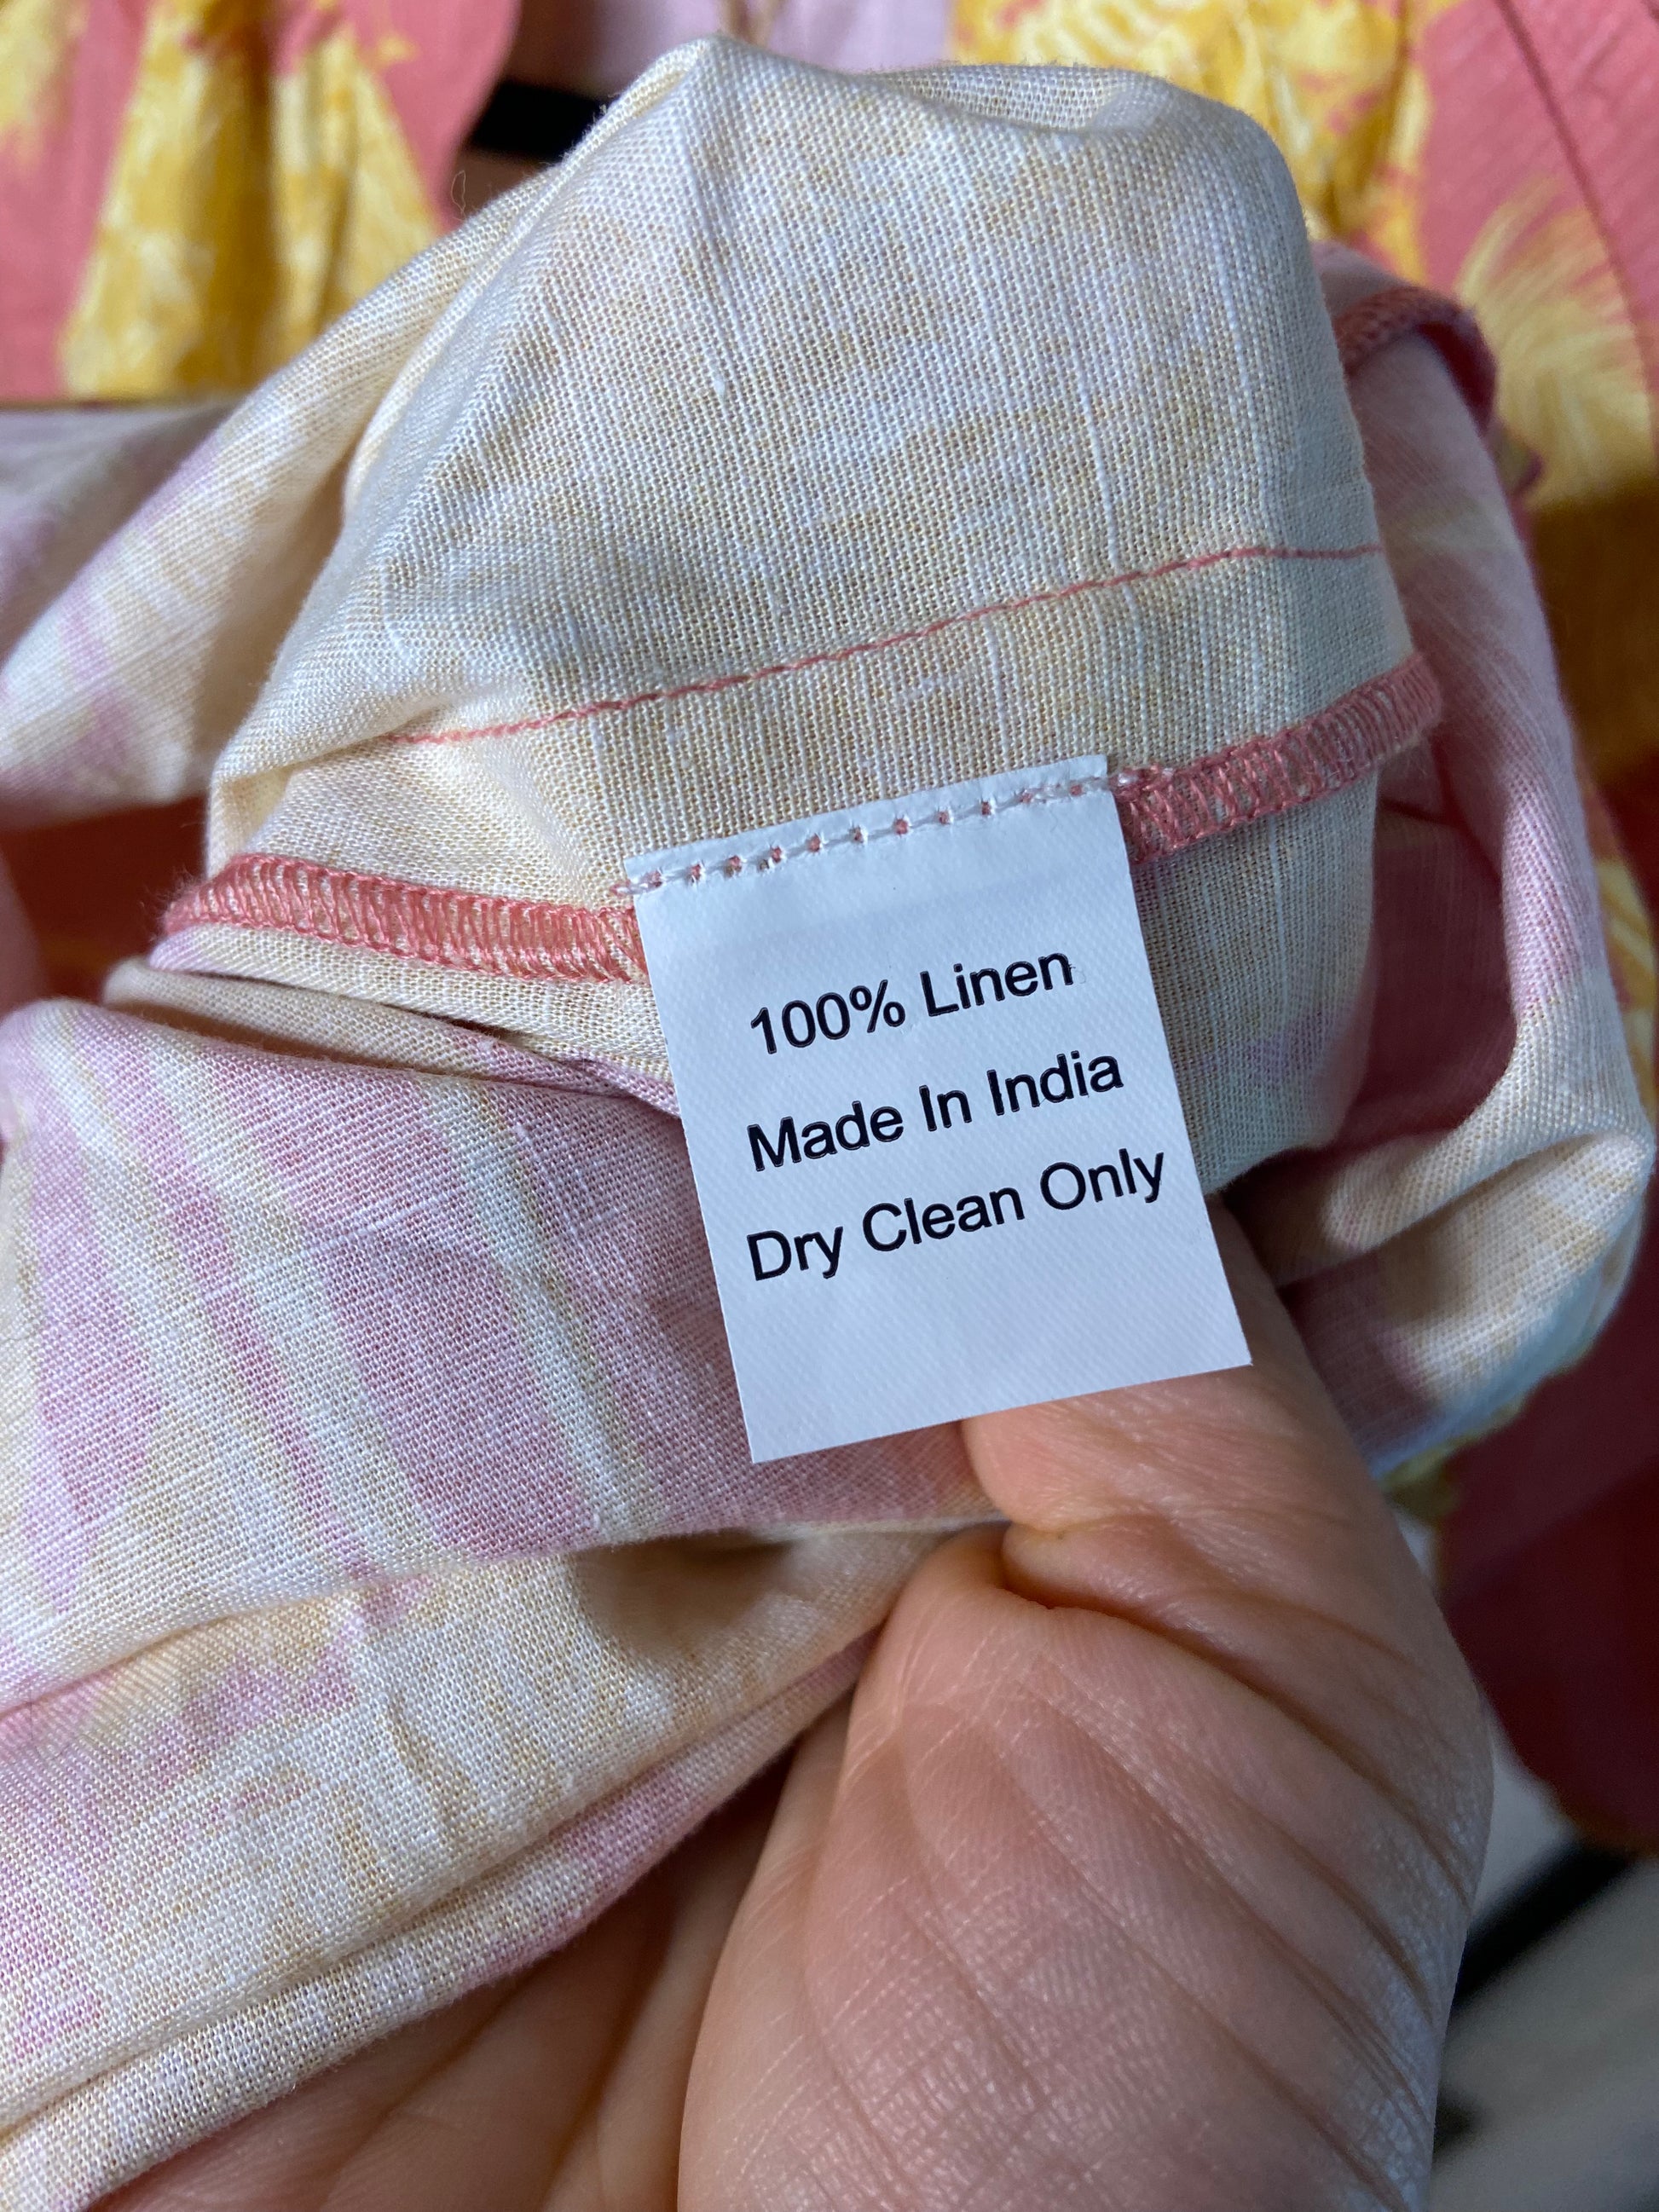 100% Linen
Made In India
Dry Clean Only